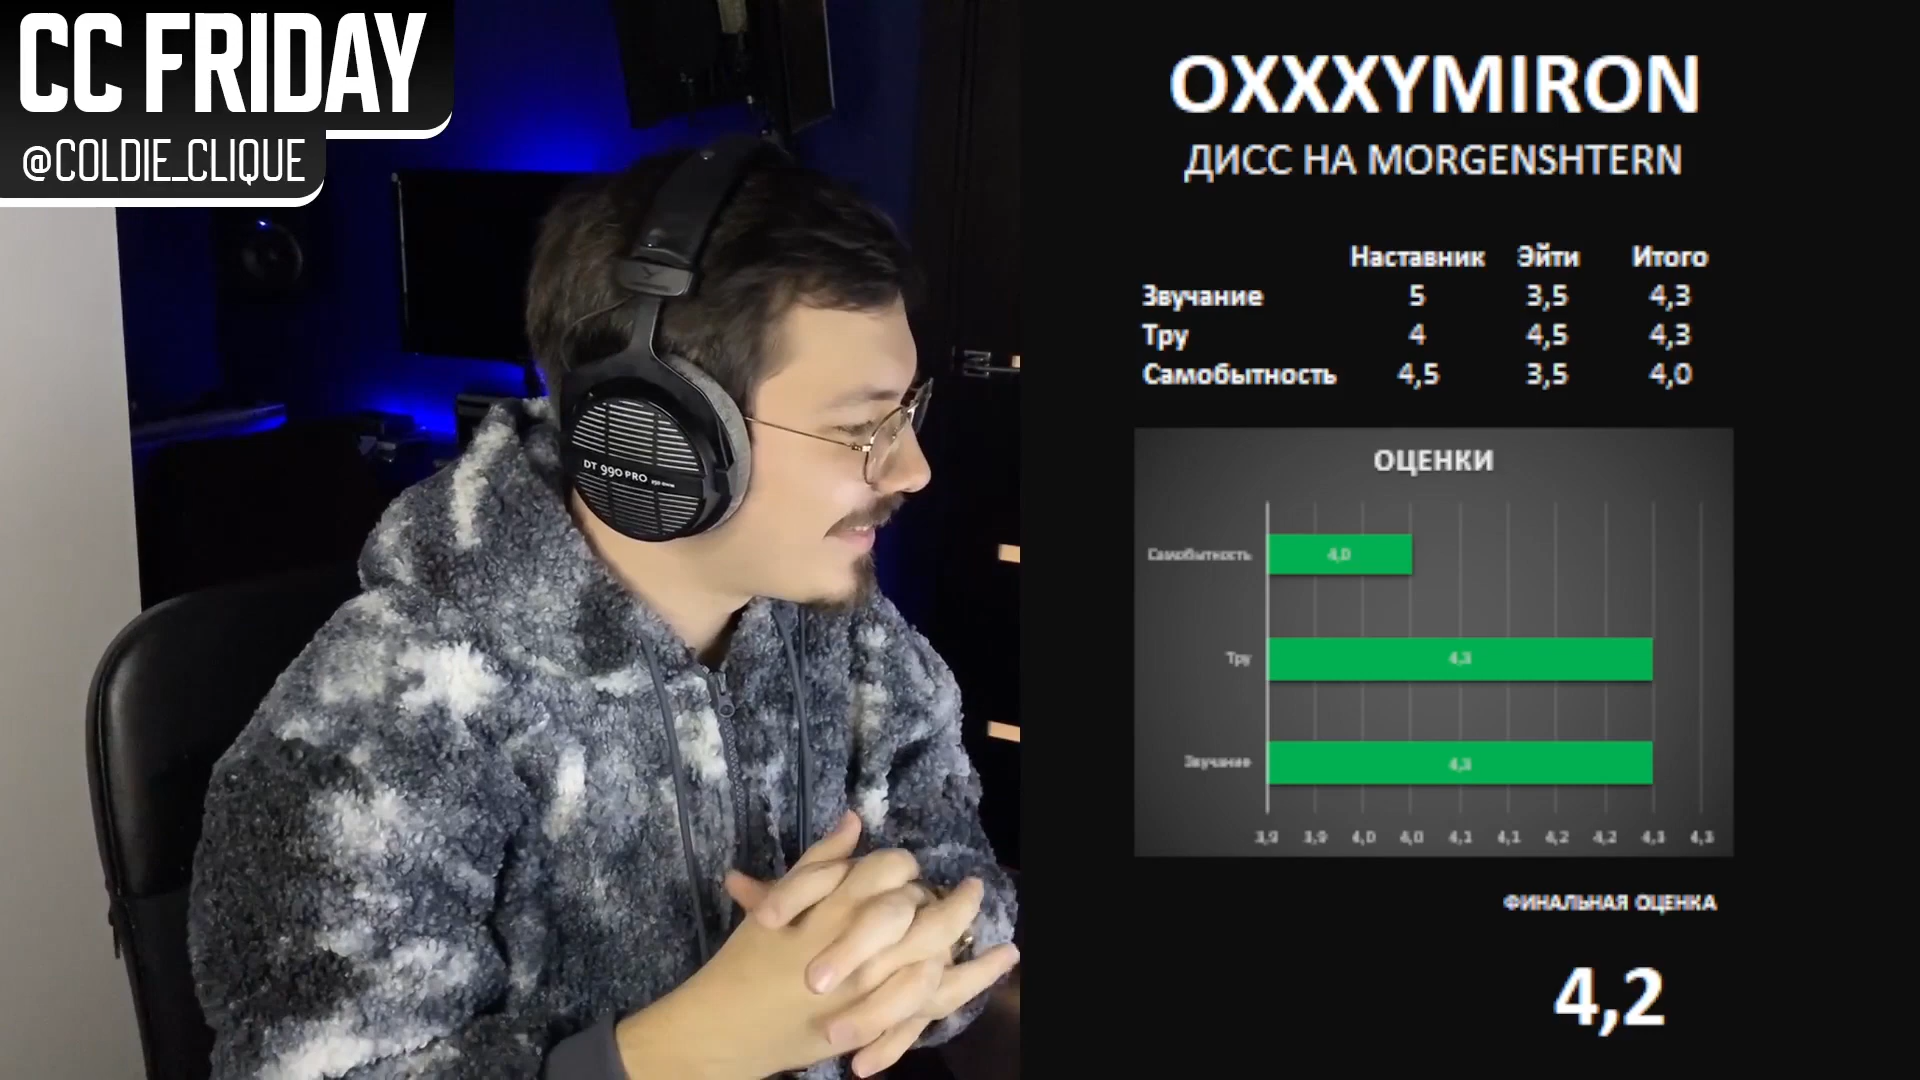 CC FRIDAY
@COLDIE_CLIQUE
DT 990 PRO
OXXXYMIRON
ДИСС НА MORGENSHTERN
Наставник Эйти Итого
Звучание 5 3,5 4,3
Тру 4 4,5 4,3
Самобытность 4,5 3,5 4,0
ОЦЕНКИ
Самобытность 4,0
Тру 4,3
Звучание 4,3
3,9 3,9 4,0 4,0 4,1 4,1 4,2 4,2 4,3 4,3
ФИНАЛЬНАЯ ОЦЕНКА
4,2